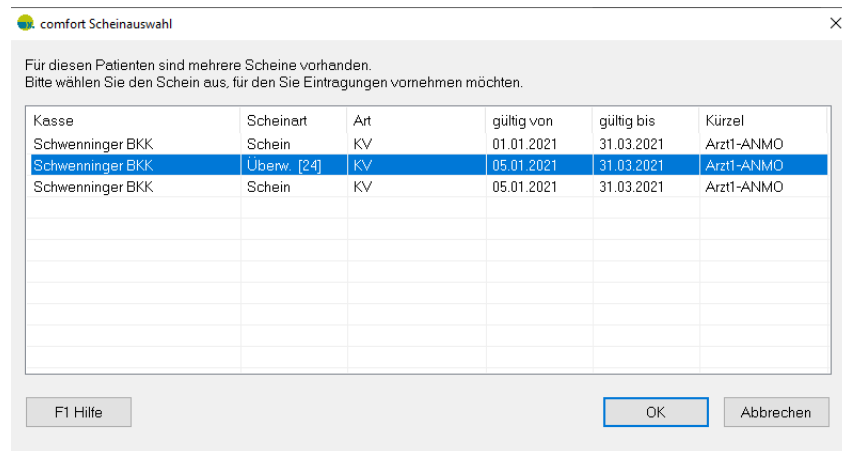 comfort Scheinauswahl
Für diesen Patienten sind mehrere Scheine vorhanden.
Bitte wählen Sie den Schein aus, für den Sie Eintragungen vornehmen möchten.
Kasse Scheinart Art gültig von gültig bis Kürzel
Schwenninger BKK Schein KV 01.01.2021 31.03.2021 Arzt1-ANMO
Schwenninger BKK Überw. [24] KV 05.01.2021 31.03.2021 Arzt1-ANMO
Schwenninger BKK Schein KV 05.01.2021 31.03.2021 Arzt1-ANMO
F1 Hilfe OK Abbrechen